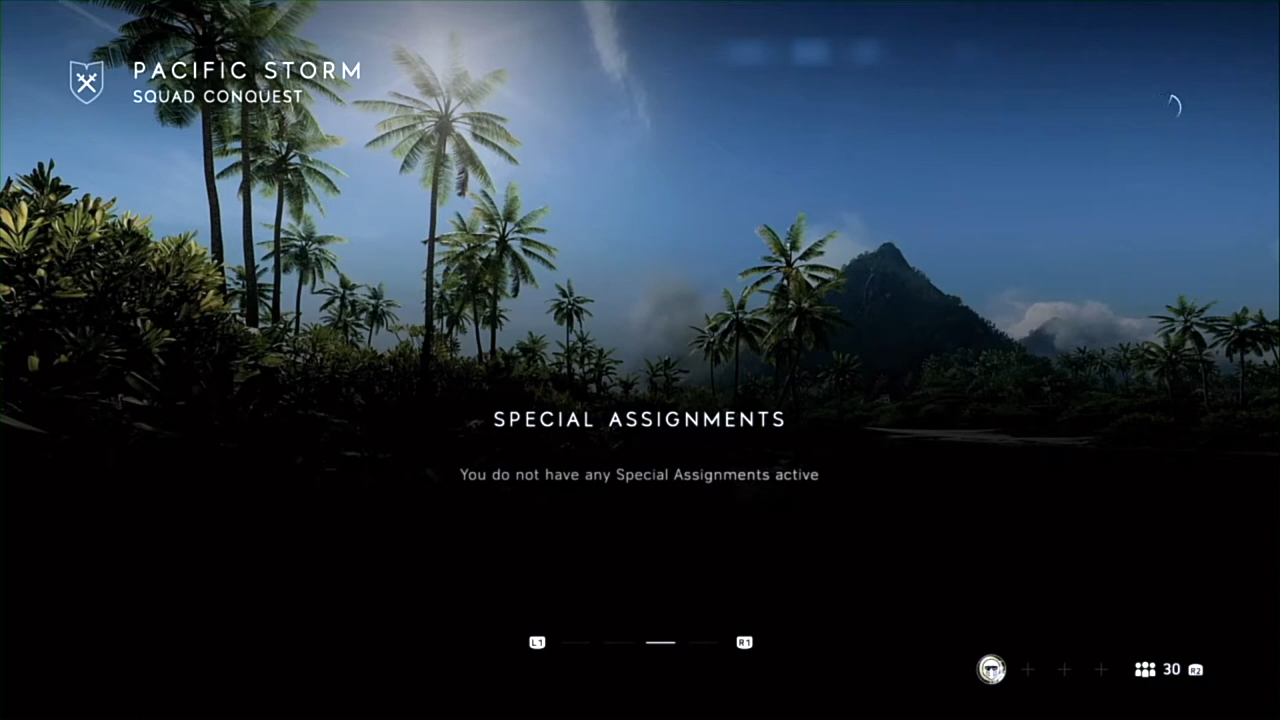 PACIFIC STORM
SQUAD CONQUEST
SPECIAL ASSIGNMENTS
You do not have any Special Assignments active
L1 R1
30 R2